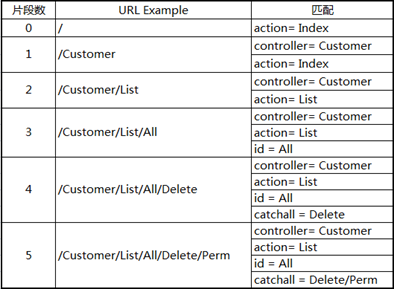 片段数 URL Example 匹配
0 / action= Index
1 /Customer controller= Customer
action= Index
2 /Customer/List controller= Customer
action= List
3 /Customer/List/All controller= Customer
action= List
id = All
4 /Customer/List/All/Delete controller= Customer
action= List
id = All
catchall = Delete
5 /Customer/List/All/Delete/Perm controller= Customer
action= List
id = All
catchall = Delete/Perm